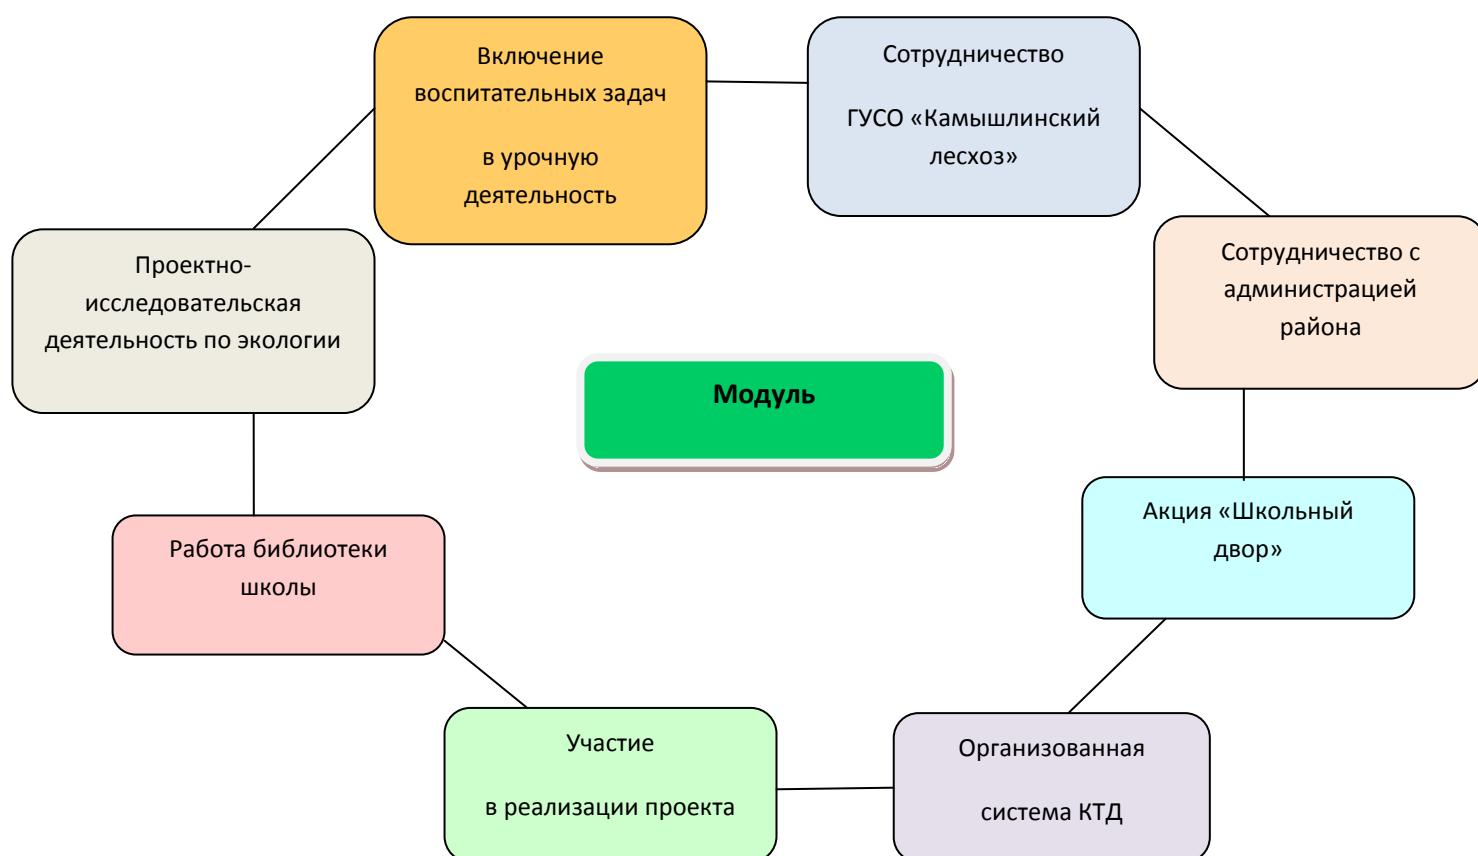 Включение
воспитательных задач
в урочную
деятельность
Сотрудничество
ГУСО «Камышлинский
лесхоз»
Проектно-
исследовательская
деятельность по экологии
Сотрудничество с
администрацией
района
Модуль
Работа библиотеки
школы
Акция «Школьный
двор»
Участие
в реализации проекта
Организованная
система КТД